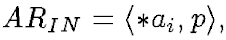 AR_{IN} = ⟨*a_i, p⟩,